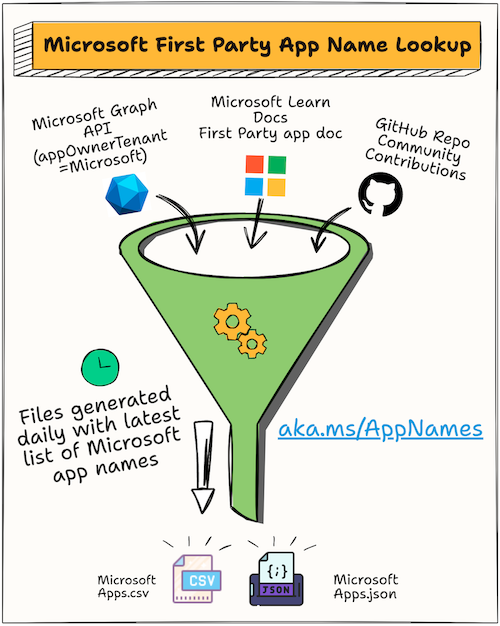 Microsoft First Party App Name Lookup
Microsoft Graph
API
(appOwnerTenant
=Microsoft)
Microsoft Learn
Docs
First Party app doc
GitHub Repo
Community
Contributions
Files generated
daily with latest
list of Microsoft
app names
aka.ms/AppNames
Microsoft
Apps.csv
CSV
{;}
JSON
Microsoft
Apps.json